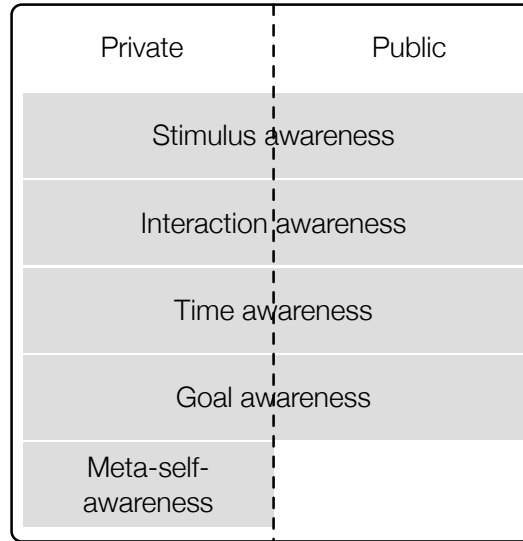 Private
Public
Stimulus awareness
Interaction awareness
Time awareness
Goal awareness
Meta-self-
awareness